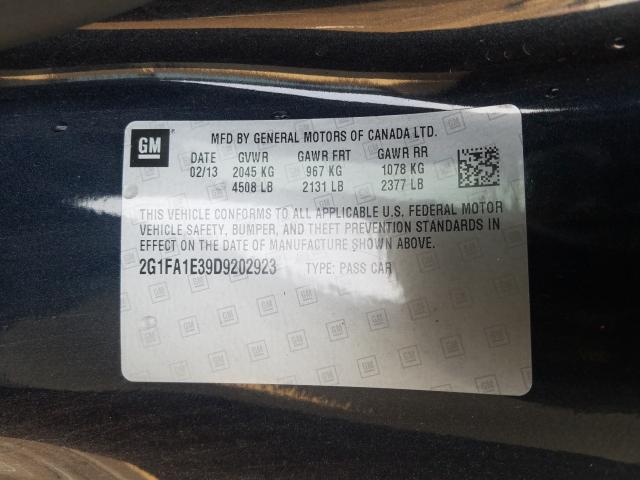 GM
MFD BY GENERAL MOTORS OF CANADA LTD.
DATE GVWR GAWR FRT GAWR RR
02/13 2045 KG 967 KG 1078 KG
4508 LB 2131 LB 2377 LB
THIS VEHICLE CONFORMS TO ALL APPLICABLE U.S. FEDERAL MOTOR
VEHICLE SAFETY, BUMPER, AND THEFT PREVENTION STANDARDS IN
EFFECT ON THE DATE OF MANUFACTURE SHOWN ABOVE.
2G1FA1E39D9202923 TYPE: PASS CAR